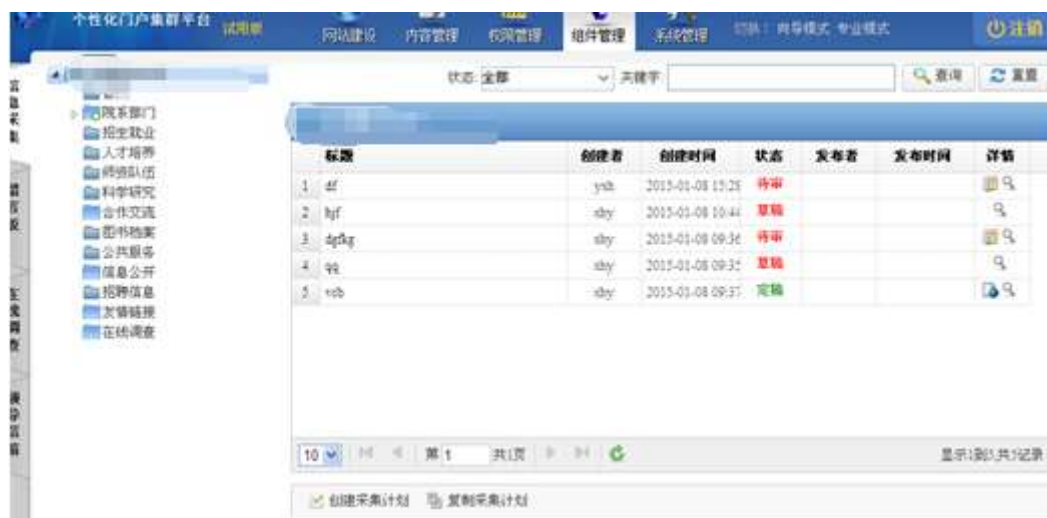 个性化门户集群平台 试用版
网站建设 内容管理 权限管理 组件管理 系统管理 切换: 向导模式 专业模式 注销
信息采集
状态: 全部 关键字 查询 重置
院系部门
招生就业
人才培养
师资队伍
科学研究
合作交流
图书档案
公共服务
信息公开
招聘信息
友情链接
在线调查
标题 创建者 创建时间 状态 发布者 发布时间 详情
1 df ysh 2015-01-08 15:28 待审
2 hjf shy 2015-01-08 10:44 草稿
3 dgfkg shy 2015-01-08 09:36 待审
4 qq shy 2015-01-08 09:35 草稿
5 vcb shy 2015-01-08 09:37 定稿
10 第 1 共1页 显示1到5,共5记录
创建采集计划 复制采集计划